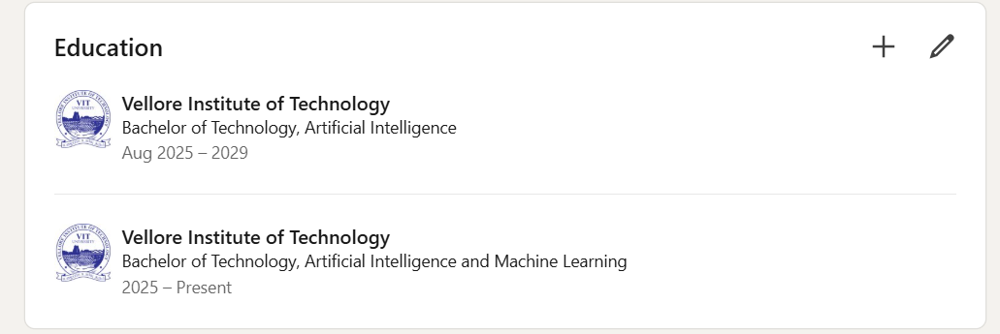 Education
Vellore Institute of Technology
Bachelor of Technology, Artificial Intelligence
Aug 2025 – 2029
Vellore Institute of Technology
Bachelor of Technology, Artificial Intelligence and Machine Learning
2025 – Present